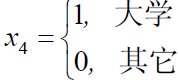 x₄ = { 1, 大学
0, 其它